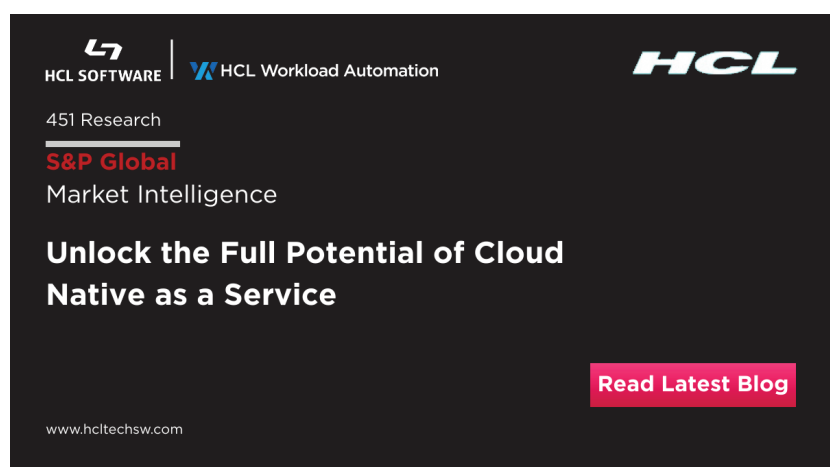 HCL SOFTWARE
HCL Workload Automation
HCL
451 Research
S&P Global
Market Intelligence
Unlock the Full Potential of Cloud
Native as a Service
Read Latest Blog
www.hcltechsw.com